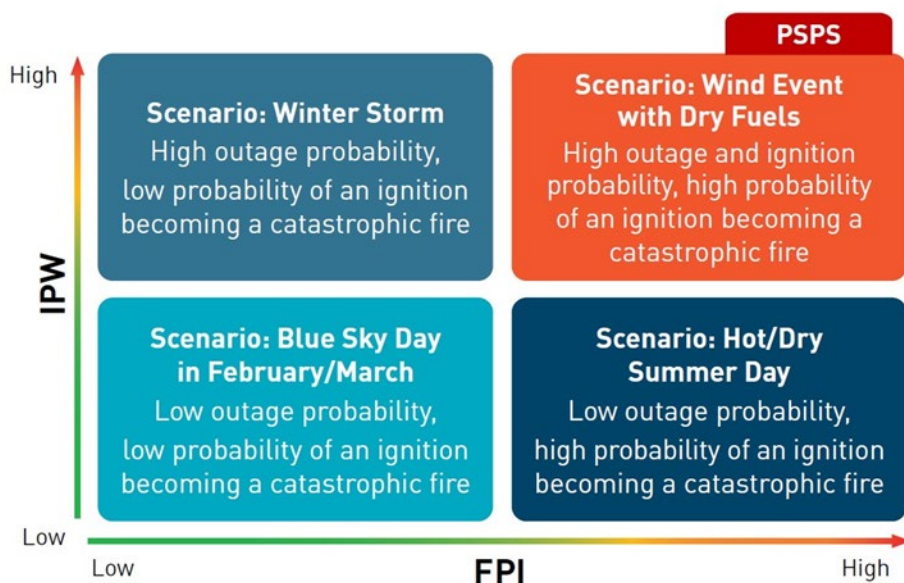 PSPS
High
Scenario: Winter Storm
High outage probability,
low probability of an ignition
becoming a catastrophic fire
Scenario: Wind Event
with Dry Fuels
High outage and ignition
probability, high probability
of an ignition becoming a
catastrophic fire
IPW
Scenario: Blue Sky Day
in February/March
Low outage probability,
low probability of an ignition
becoming a catastrophic fire
Scenario: Hot/Dry
Summer Day
Low outage probability,
high probability of an ignition
becoming a catastrophic fire
Low
Low
FPI
High